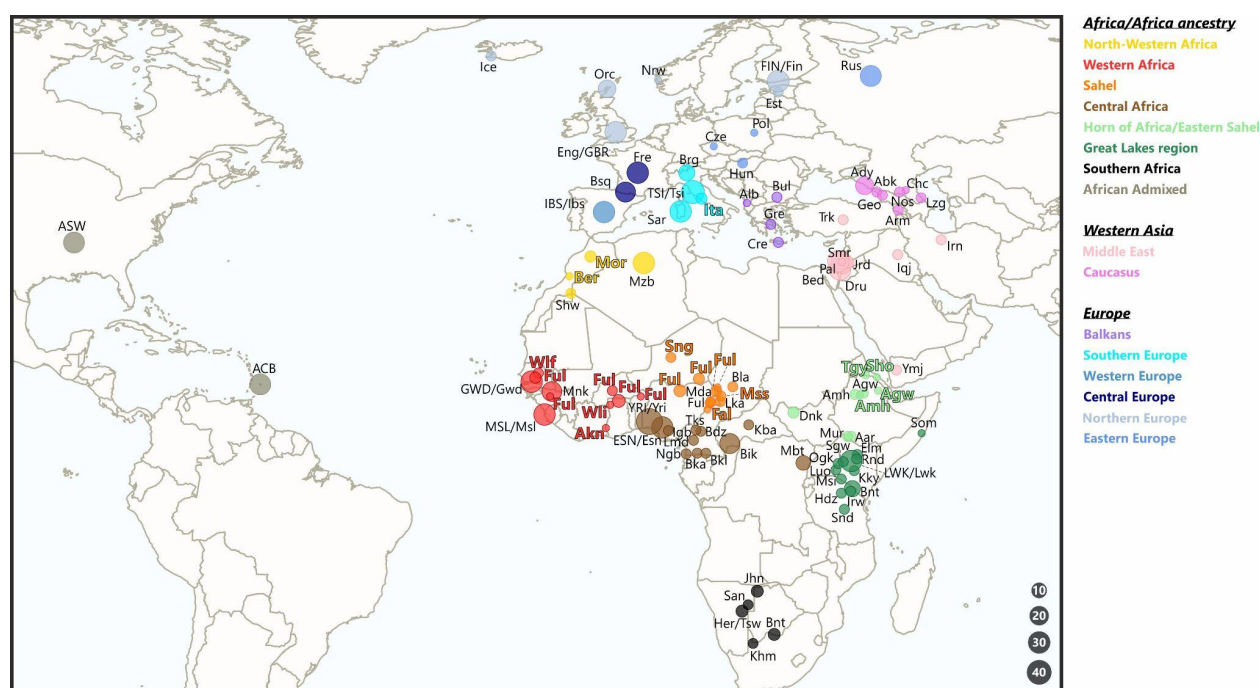 Ice
Orc
Nrw
FIN/Fin
Est
Rus
Eng/GBR
Cze
Pol
Fre
Brg
Hun
Bsq
TSI/Tsi
Alb
Bul
IBS/Ibs
Sar
Ita
Gre
Cre
Ady
Abk
Chc
Geo
Nos
Lzg
Arm
Trk
Irn
Smr
Jrd
Iqj
Pal
Bed
Dru
ASW
Mor
Ber
Mzb
Shw
ACB
Wlf
Ful
GWD/Gwd
Mnk
Ful
MSL/Msl
Ful
Ful
Ful
Wli
Akn
Sng
Ful
Ful
Ful
Bla
Mda
Mss
Ful
Lka
Fal
YRI/Yri
ESN/Esn
Igb
Tks
Bdz
Lmd
Kba
Ngb
Bka
Bkl
Bik
Tgy
Sho
Ymj
Agw
Amh
Agw
Amh
Dnk
Som
Mur
Aar
Sgw
Elm
Mbt
Ogk
Rnd
Luo
LWK/Lwk
Msi
Kky
Hdz
Bnt
Irw
Snd
Jhn
San
Her/Tsw
Bnt
Khm
10
20
30
40
Africa/Africa ancestry
North-Western Africa
Western Africa
Sahel
Central Africa
Horn of Africa/Eastern Sahel
Great Lakes region
Southern Africa
African Admixed
Western Asia
Middle East
Caucasus
Europe
Balkans
Southern Europe
Western Europe
Central Europe
Northern Europe
Eastern Europe